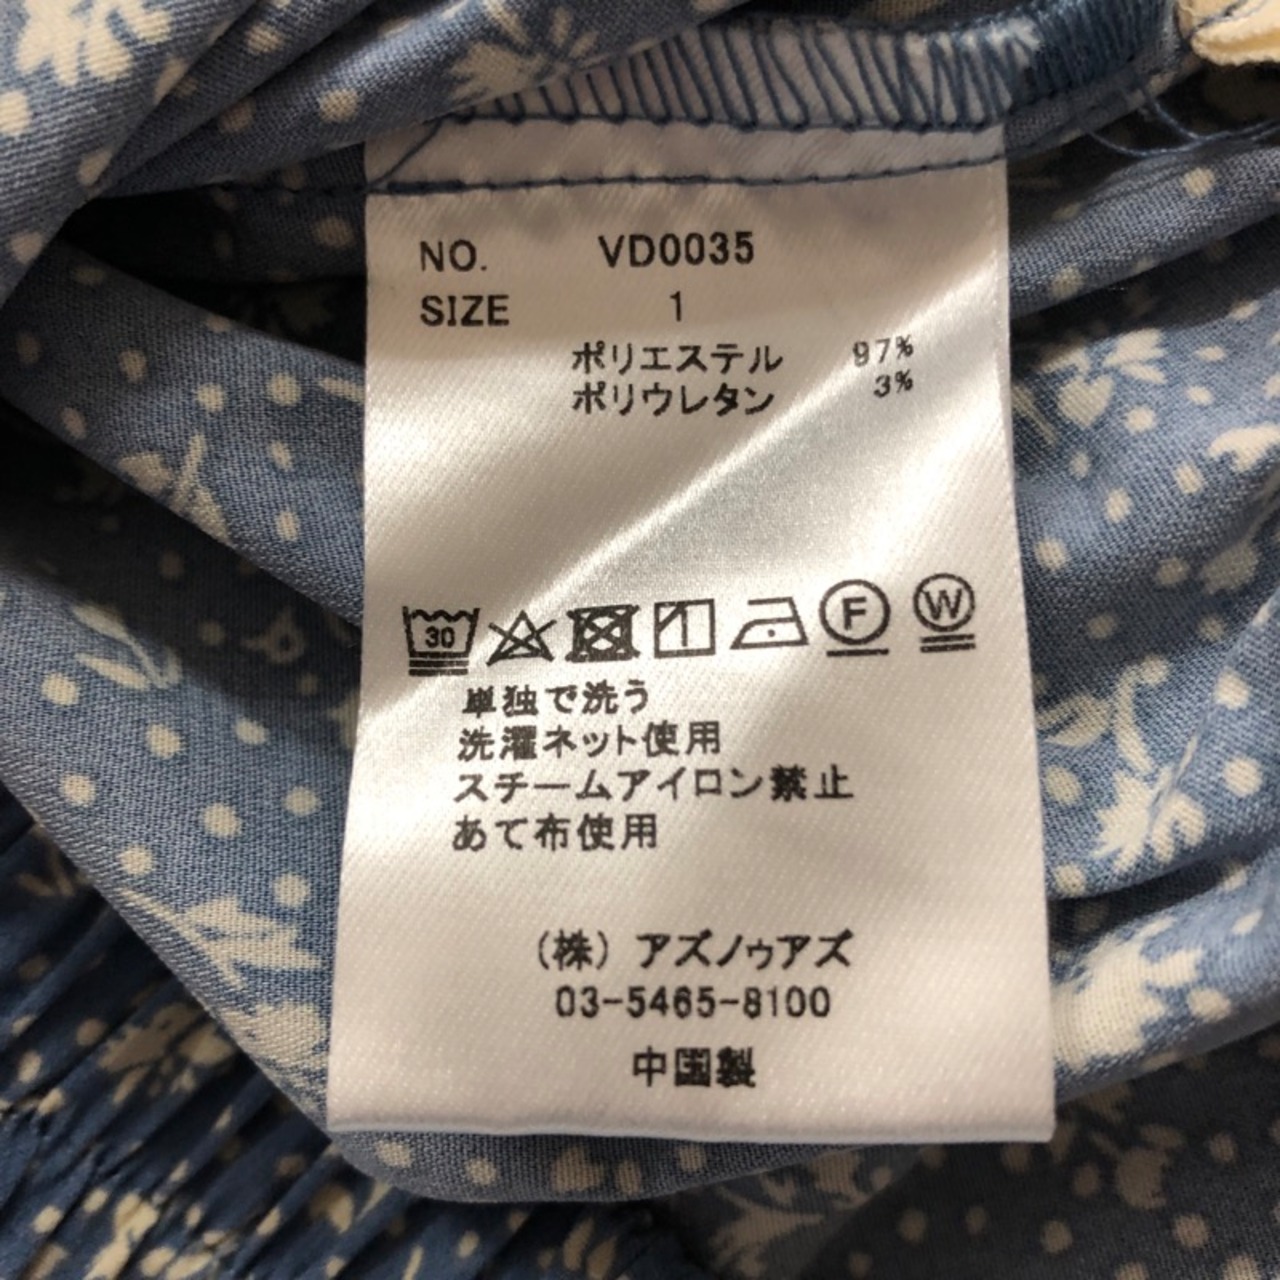 NO. VD0035
SIZE 1
ポリエステル 97%
ポリウレタン 3%
30 F W
単独で洗う
洗濯ネット使用
スチームアイロン禁止
あて布使用
(株) アズノゥアズ
03-5465-8100
中国製